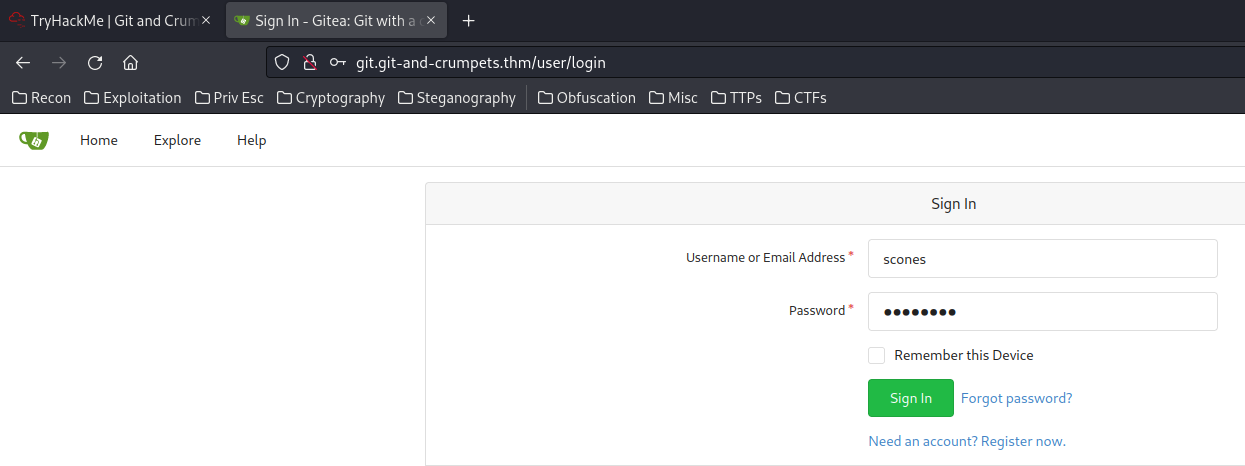 TryHackMe | Git and Crum
Sign In - Gitea: Git with a c
git.git-and-crumpets.thm/user/login
Recon Exploitation Priv Esc Cryptography Steganography Obfuscation Misc TTPs CTFs
Home Explore Help
Sign In
Username or Email Address * scones
Password * ●●●●●●●●
Remember this Device
Sign In Forgot password?
Need an account? Register now.